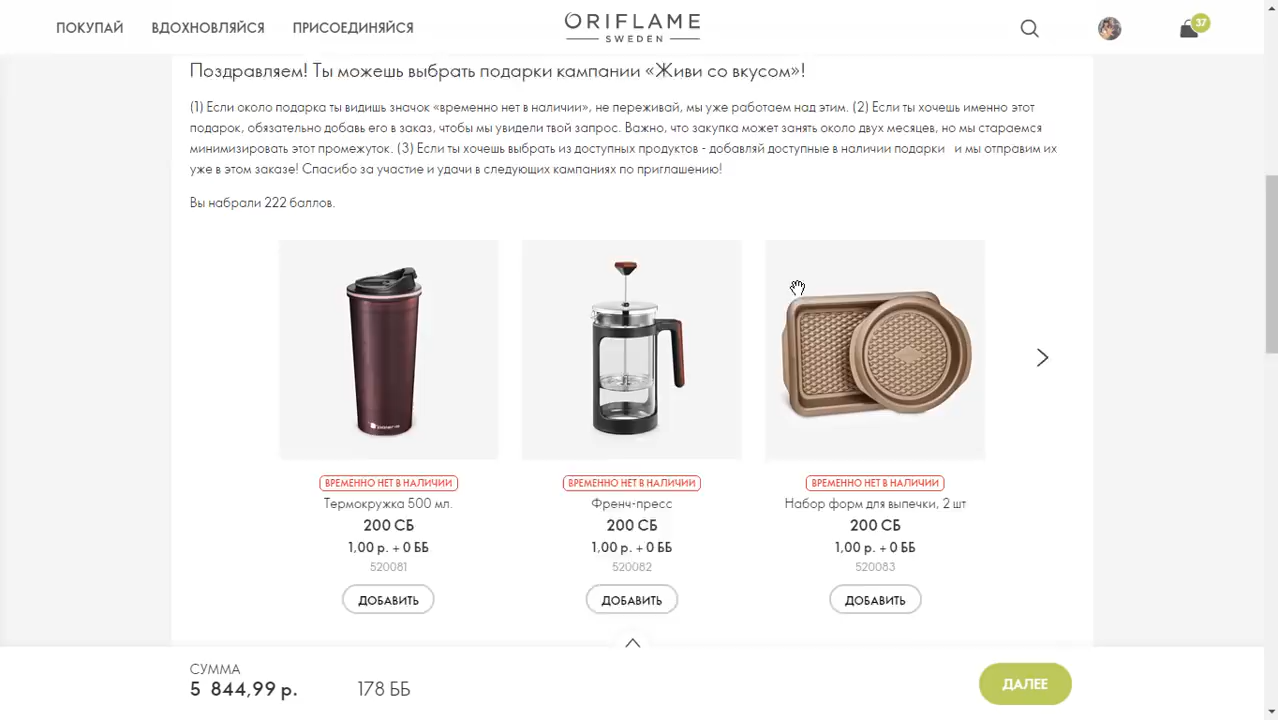 ПОКУПАЙ ВДОХНОВЛЯЙСЯ ПРИСОЕДИНЯЙСЯ
ORIFLAME
SWEDEN
37
Поздравляем! Ты можешь выбрать подарки кампании «Живи со вкусом»!
(1) Если около подарка ты видишь значок «временно нет в наличии», не переживай, мы уже работаем над этим. (2) Если ты хочешь именно этот
подарок, обязательно добавь его в заказ, чтобы мы увидели твой запрос. Важно, что закупка может занять около двух месяцев, но мы стараемся
минимизировать этот промежуток. (3) Если ты хочешь выбрать из доступных продуктов - добавляй доступные в наличии подарки и мы отправим их
уже в этом заказе! Спасибо за участие и удачи в следующих кампаниях по приглашению!
Вы набрали 222 баллов.
ВРЕМЕННО НЕТ В НАЛИЧИИ
Термокружка 500 мл.
200 СБ
1,00 р. + 0 ББ
520081
ДОБАВИТЬ
ВРЕМЕННО НЕТ В НАЛИЧИИ
Френч-пресс
200 СБ
1,00 р. + 0 ББ
520082
ДОБАВИТЬ
ВРЕМЕННО НЕТ В НАЛИЧИИ
Набор форм для выпечки, 2 шт
200 СБ
1,00 р. + 0 ББ
520083
ДОБАВИТЬ
СУММА
5 844,99 р. 178 ББ
ДАЛЕЕ